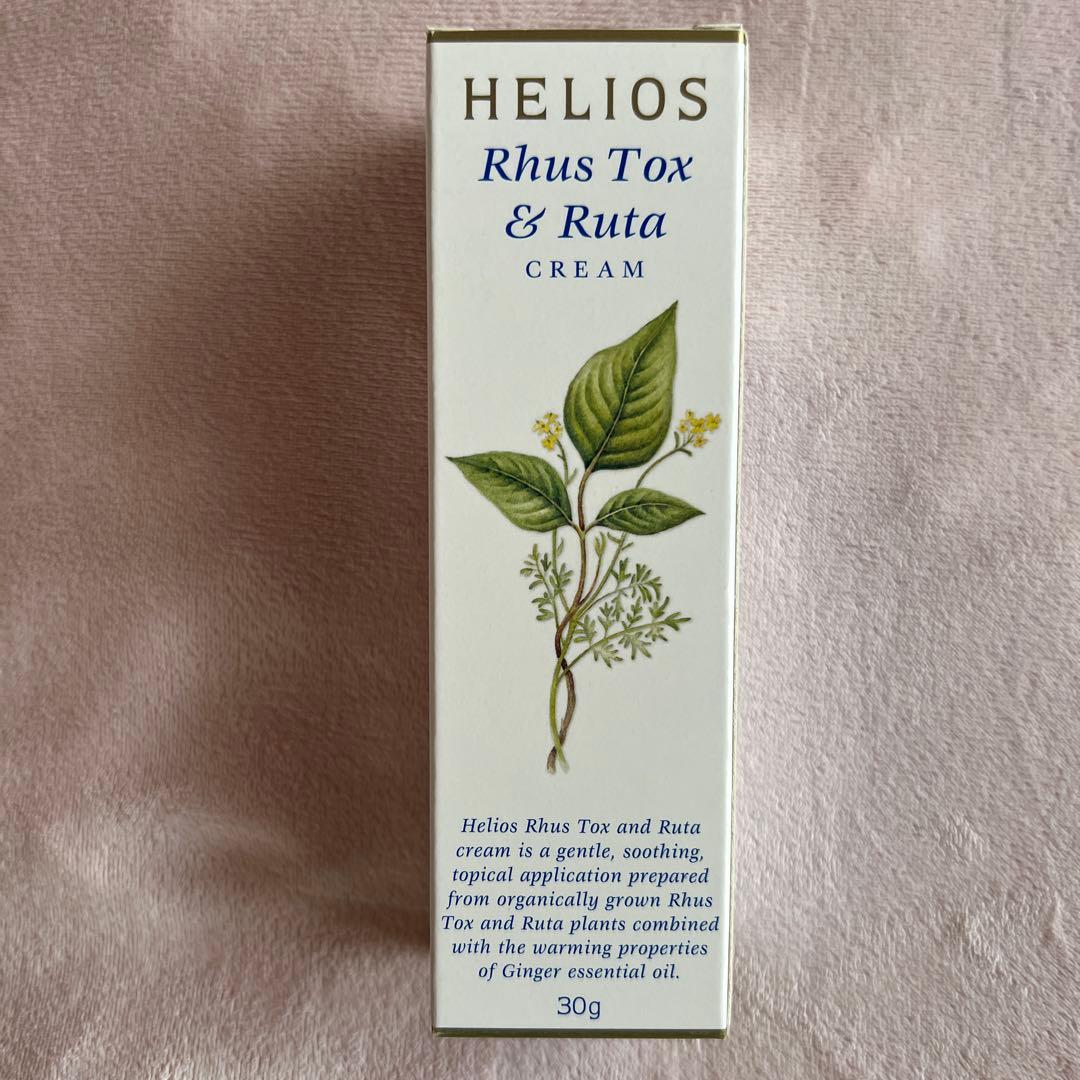 HELIOS
Rhus Tox
& Ruta
CREAM
Helios Rhus Tox and Ruta
cream is a gentle, soothing,
topical application prepared
from organically grown Rhus
Tox and Ruta plants combined
with the warming properties
of Ginger essential oil.
30g